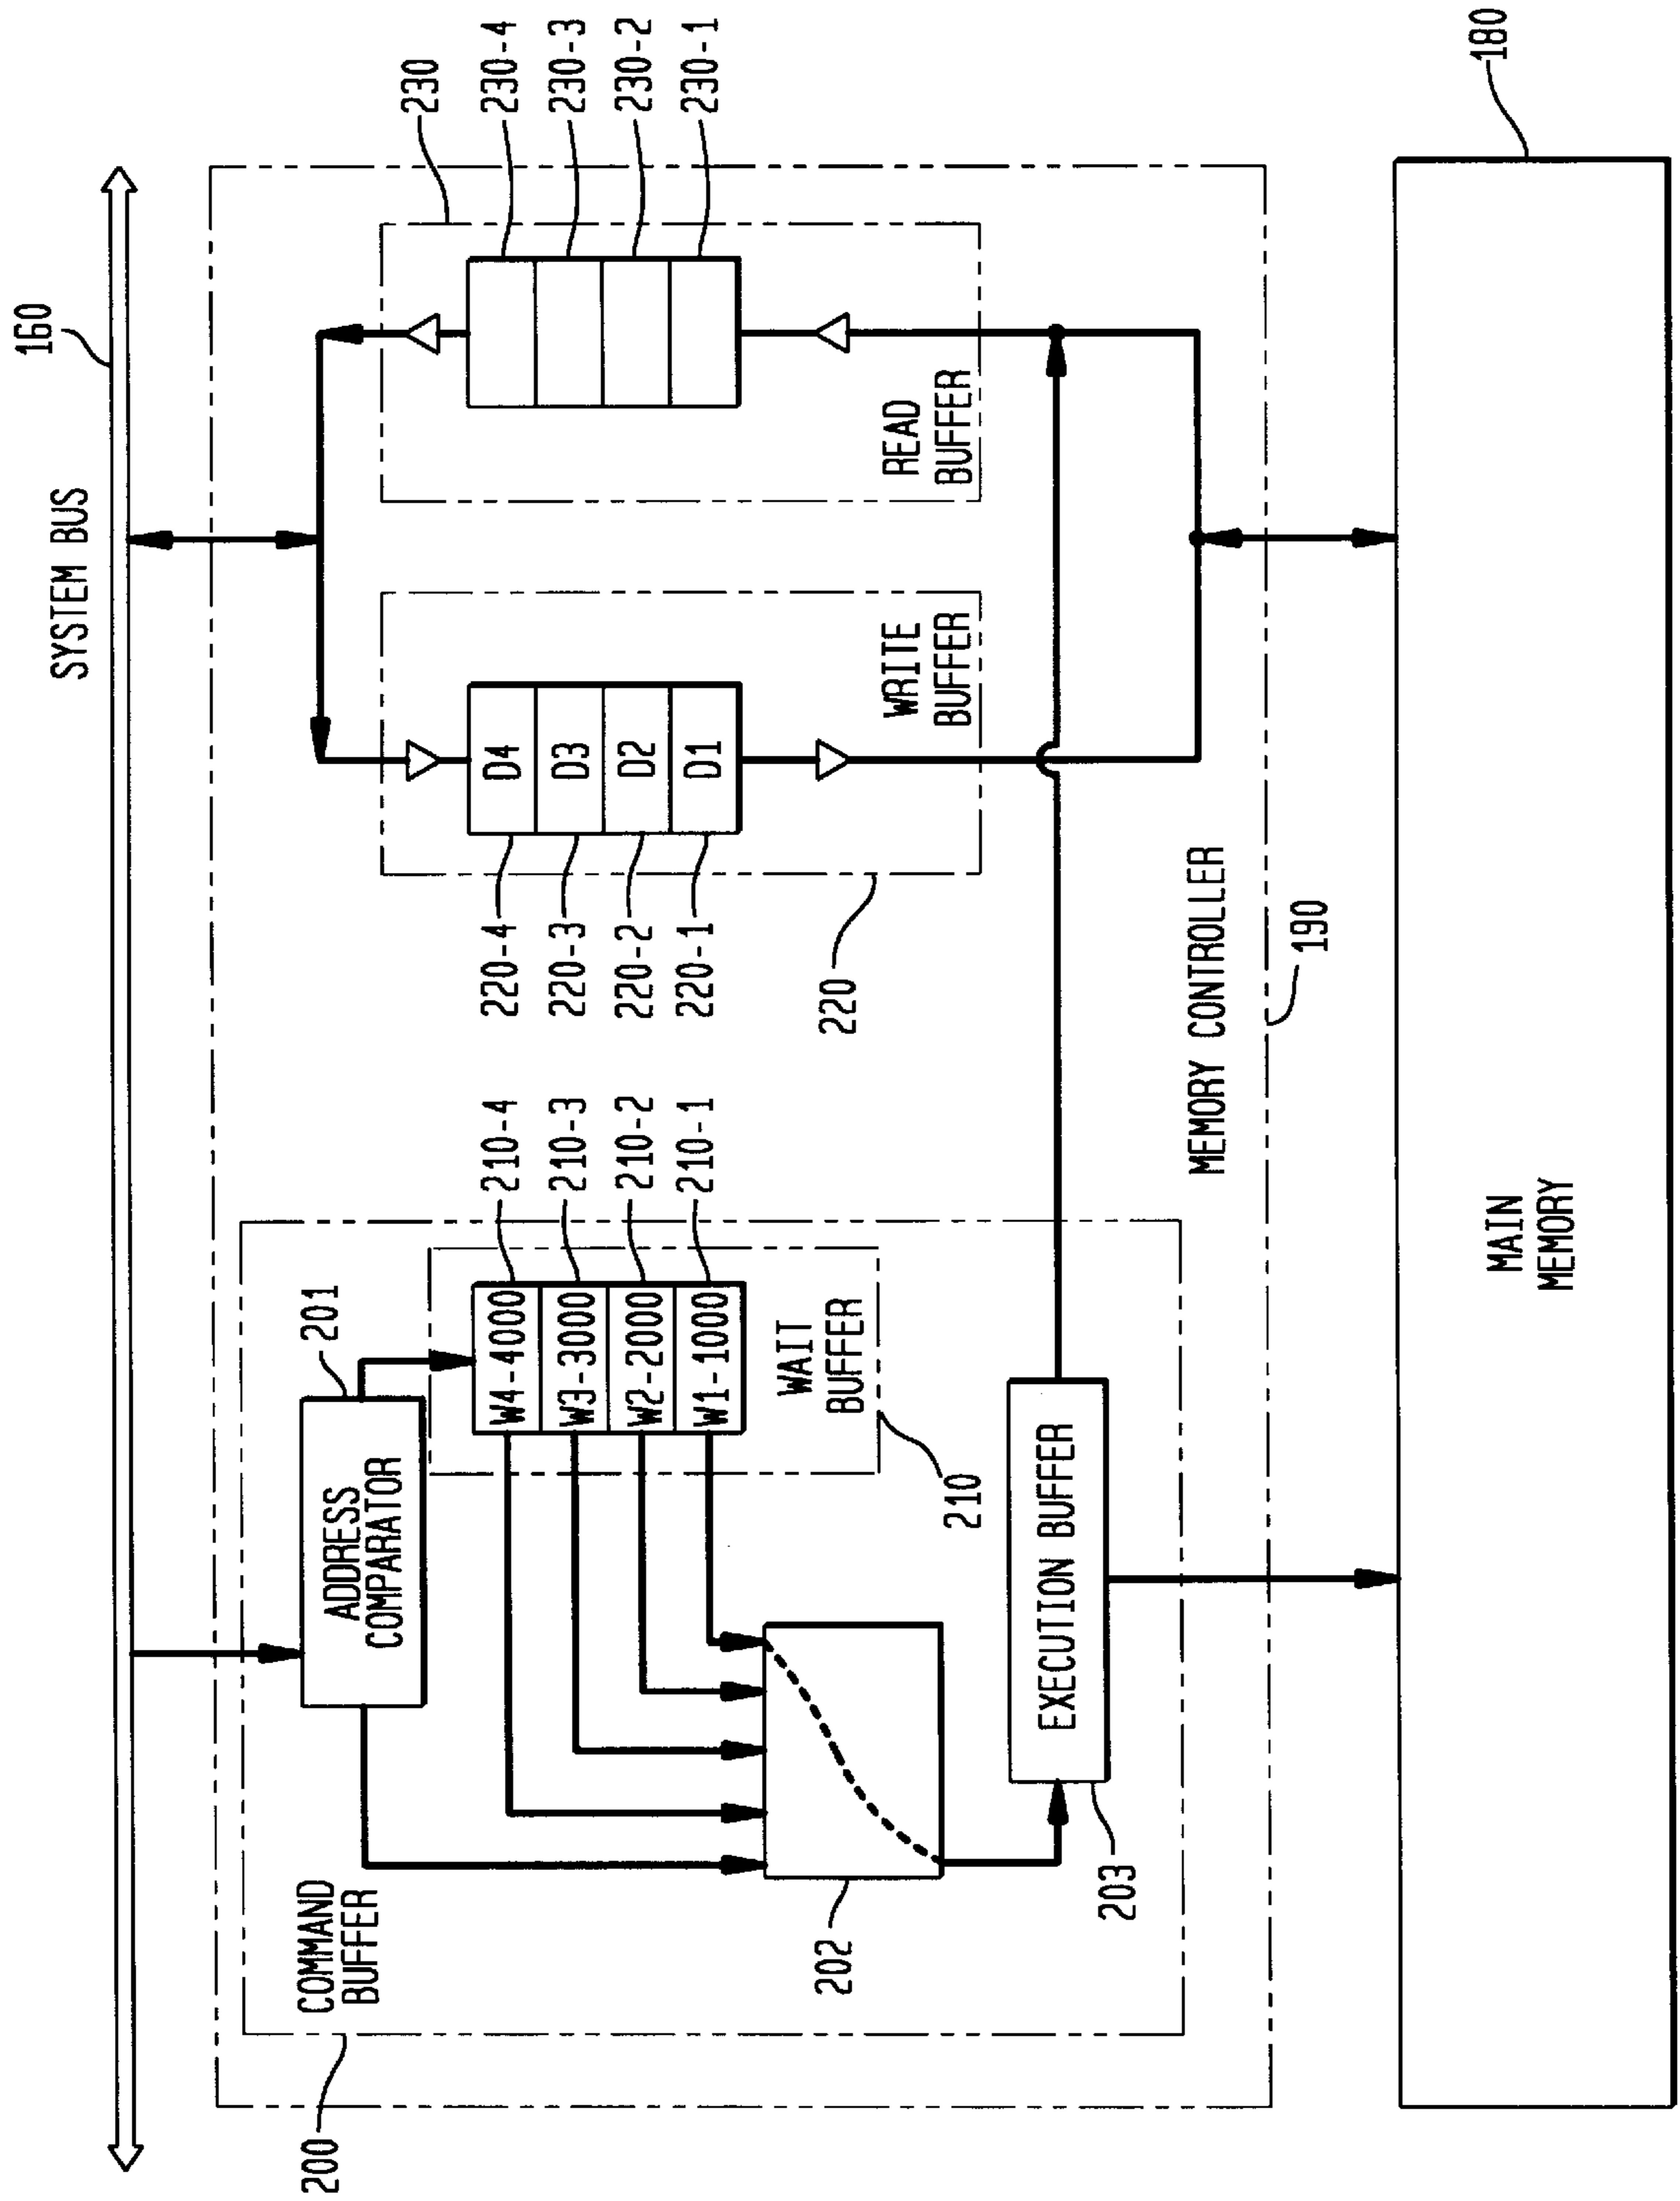 160
SYSTEM BUS
200
COMMAND
BUFFER
ADDRESS
COMPARATOR
201
W4-4000
W3-3000
W2-2000
W1-1000
210-4
210-3
210-2
210-1
WAIT
BUFFER
210
202
EXECUTION BUFFER
203
220-4
220-3
220-2
220-1
D4
D3
D2
D1
WRITE
BUFFER
220
230
230-4
230-3
230-2
230-1
READ
BUFFER
MEMORY CONTROLLER
190
MAIN
MEMORY
180